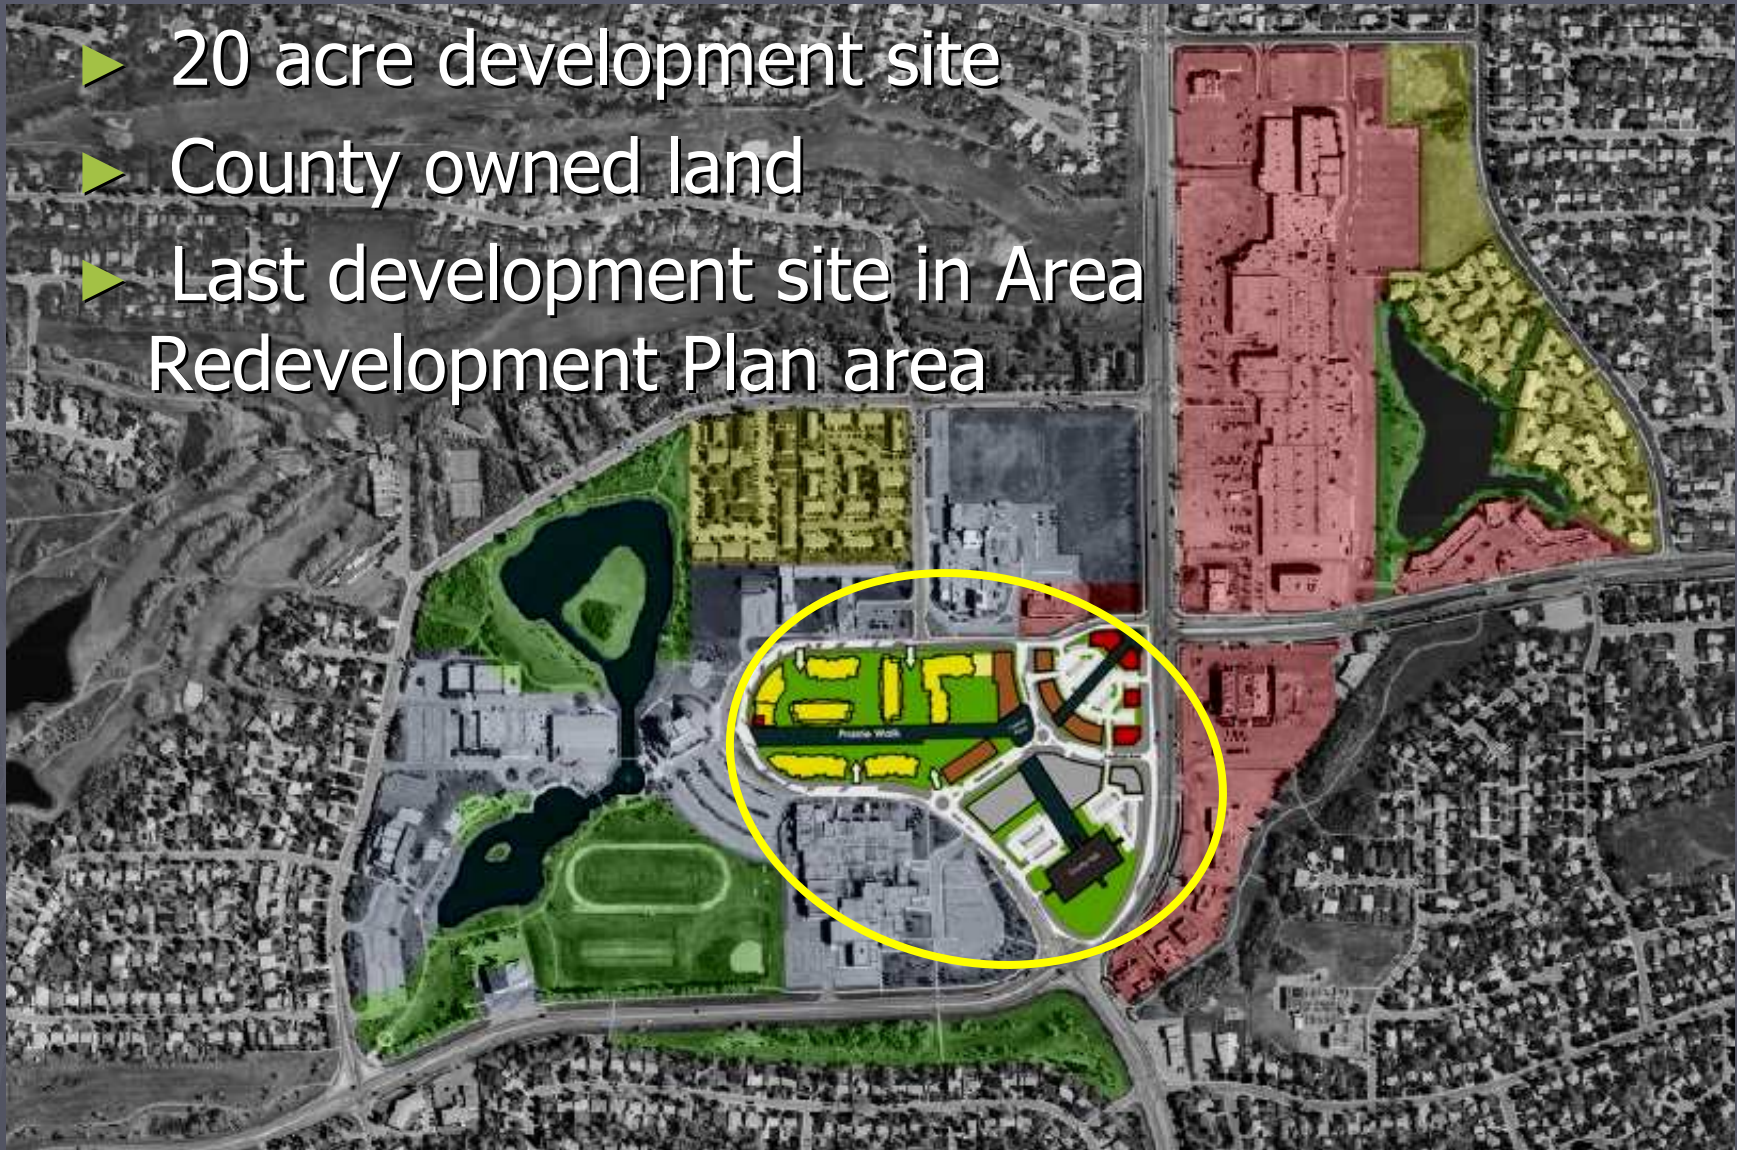 ► 20 acre development site
► County owned land
► Last development site in Area
Redevelopment Plan area
Prairie Walk